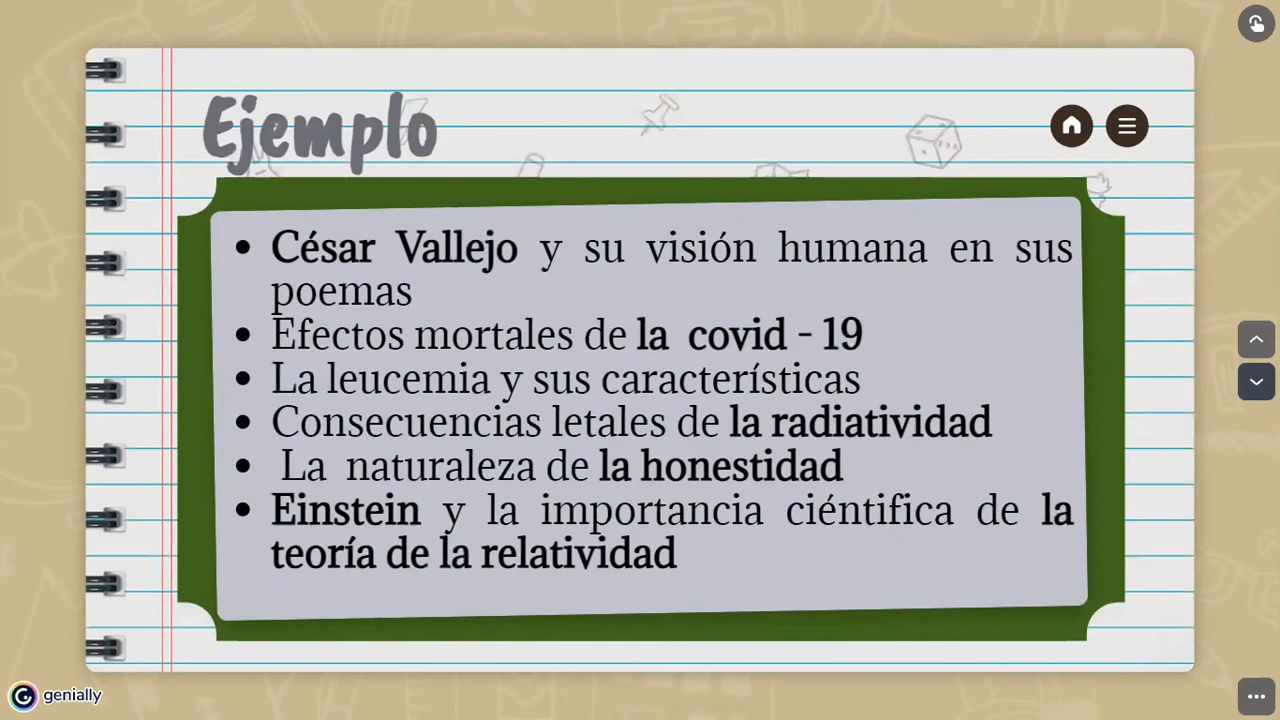 Ejemplo
• César Vallejo y su visión humana en sus
poemas
• Efectos mortales de la covid - 19
• La leucemia y sus características
• Consecuencias letales de la radiatividad
• La naturaleza de la honestidad
• Einstein y la importancia ciéntifica de la
teoría de la relatividad
genially